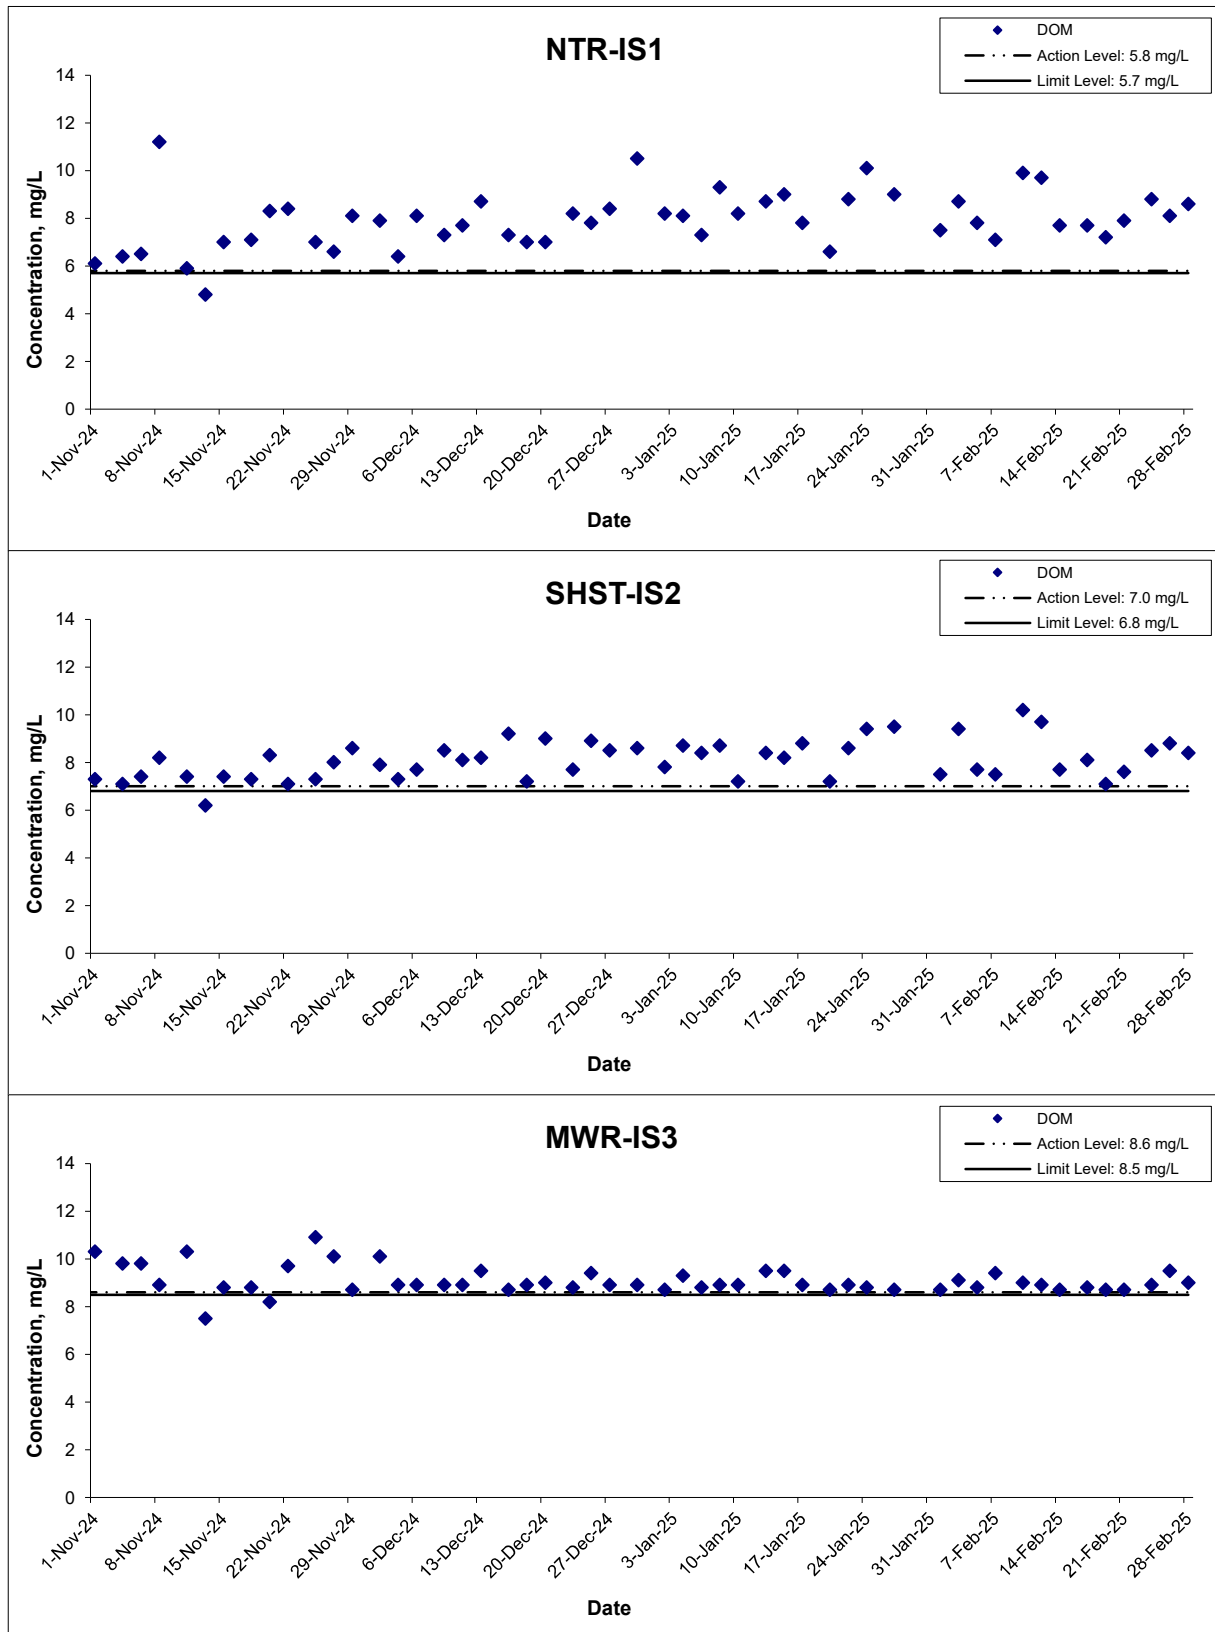 NTR-IS1
DOM
Action Level: 5.8 mg/L
Limit Level: 5.7 mg/L
Concentration, mg/L
14
12
10
8
6
4
2
0
1-Nov-24
8-Nov-24
15-Nov-24
22-Nov-24
29-Nov-24
6-Dec-24
13-Dec-24
20-Dec-24
27-Dec-24
3-Jan-25
10-Jan-25
17-Jan-25
24-Jan-25
31-Jan-25
7-Feb-25
14-Feb-25
21-Feb-25
28-Feb-25
Date
SHST-IS2
DOM
Action Level: 7.0 mg/L
Limit Level: 6.8 mg/L
Concentration, mg/L
14
12
10
8
6
4
2
0
1-Nov-24
8-Nov-24
15-Nov-24
22-Nov-24
29-Nov-24
6-Dec-24
13-Dec-24
20-Dec-24
27-Dec-24
3-Jan-25
10-Jan-25
17-Jan-25
24-Jan-25
31-Jan-25
7-Feb-25
14-Feb-25
21-Feb-25
28-Feb-25
Date
MWR-IS3
DOM
Action Level: 8.6 mg/L
Limit Level: 8.5 mg/L
Concentration, mg/L
14
12
10
8
6
4
2
0
1-Nov-24
8-Nov-24
15-Nov-24
22-Nov-24
29-Nov-24
6-Dec-24
13-Dec-24
20-Dec-24
27-Dec-24
3-Jan-25
10-Jan-25
17-Jan-25
24-Jan-25
31-Jan-25
7-Feb-25
14-Feb-25
21-Feb-25
28-Feb-25
Date